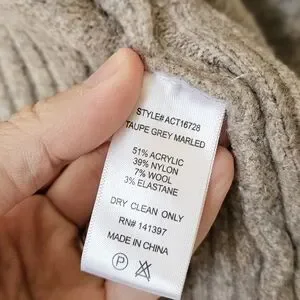 STYLE# ACT16728
TAUPE GREY MARLED
51% ACRYLIC
39% NYLON
7% WOOL
3% ELASTANE
DRY CLEAN ONLY
RN# 141397
MADE IN CHINA
P